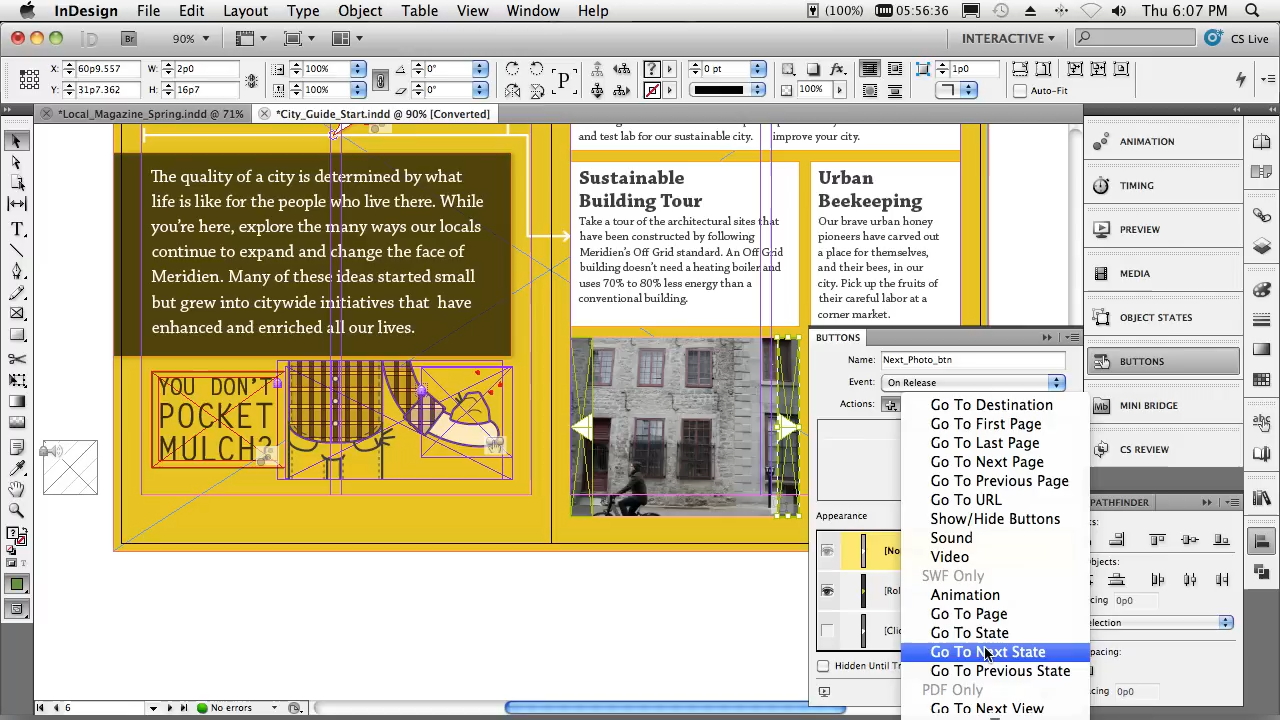 InDesign File Edit Layout Type Object Table View Window Help (100%) 05:56:36 Thu 6:07 PM
Br 90% INTERACTIVE CS Live
X: 60p9.557 W: 2p0 100% 0° P ? 0 pt fx 1p0
Y: 31p7.362 H: 16p7 100% 0° 100% Auto-Fit
*Local_Magazine_Spring.indd @ 71% *City_Guide_Start.indd @ 90% [Converted]
and test lab for our sustainable city. improve your city.
The quality of a city is determined by what
life is like for the people who live there. While
you're here, explore the many ways our locals
continue to expand and change the face of
Meridien. Many of these ideas started small
but grew into citywide initiatives that have
enhanced and enriched all our lives.
Sustainable
Building Tour
Take a tour of the architectural sites that
have been constructed by following
Meridien's Off Grid standard. An Off Grid
building doesn't need a heating boiler and
uses 70% to 80% less energy than a
conventional building.
Urban
Beekeeping
Our brave urban honey
pioneers have carved out
a place for themselves,
and their bees, in our
city. Pick up the fruits of
their careful labor at a
corner market.
YOU DON'T
POCKET
MULCH?
BUTTONS
Name: Next_Photo_btn
Event: On Release
Actions:
Appearance
[No
[Rol
[Clic
Hidden Until Tr
Go To Destination
Go To First Page
Go To Last Page
Go To Next Page
Go To Previous Page
Go To URL
Show/Hide Buttons
Sound
Video
SWF Only
Animation
Go To Page
Go To State
Go To Next State
Go To Previous State
PDF Only
Go To Next View
ANIMATION
TIMING
PREVIEW
MEDIA
OBJECT STATES
BUTTONS
Mb MINI BRIDGE
CS REVIEW
PATHFINDER
ts:
bjects:
cing 0p0
election
pacing:
cing 0p0
6 No errors